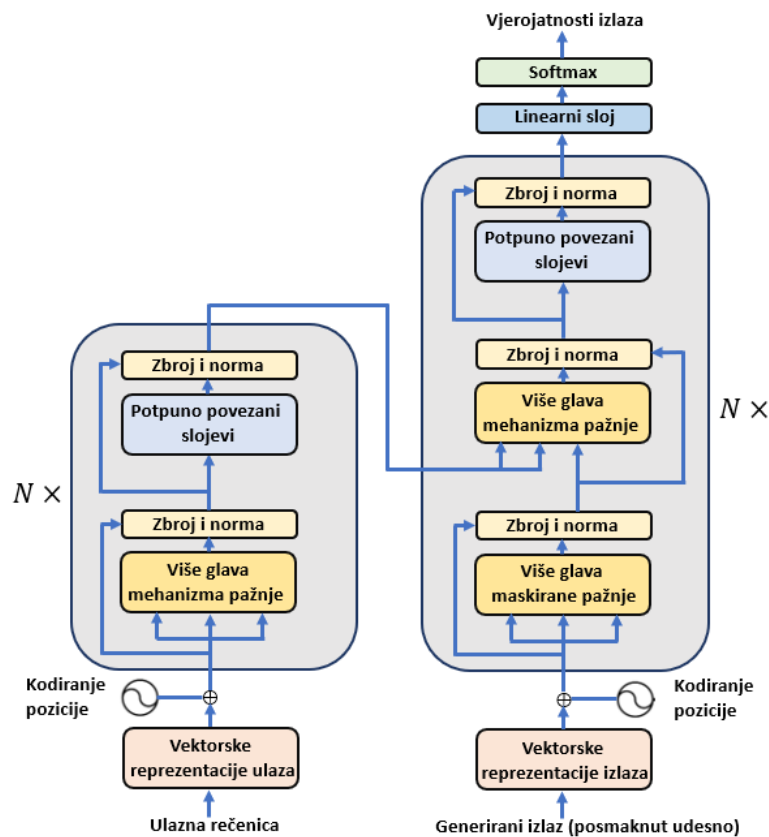 Vjerojatnosti izlaza
Softmax
Linearni sloj
Zbroj i norma
Potpuno povezani
slojevi
Zbroj i norma
Više glava
mehanizma pažnje
N ×
Zbroj i norma
Više glava
maskirane pažnje
Kodiranje
pozicije
Vektorske
reprezentacije izlaza
Generirani izlaz (posmaknut udesno)
Zbroj i norma
Potpuno povezani
slojevi
N ×
Zbroj i norma
Više glava
mehanizma pažnje
Kodiranje
pozicije
Vektorske
reprezentacije ulaza
Ulazna rečenica